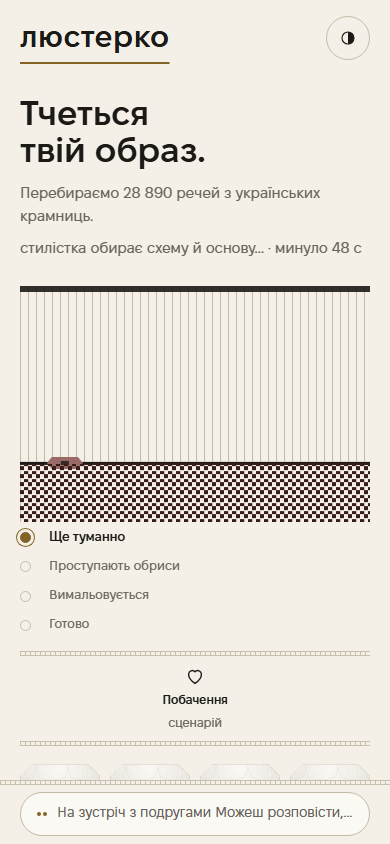 люстерко
Тчеться
твій образ.
Перебираємо 28 890 речей з українських
крамниць.
стилістка обирає схему й основу... · минуло 48 с
Ще туманно
Проступають обриси
Вимальовується
Готово
Побачення
сценарій
На зустріч з подругами Можеш розповісти,...